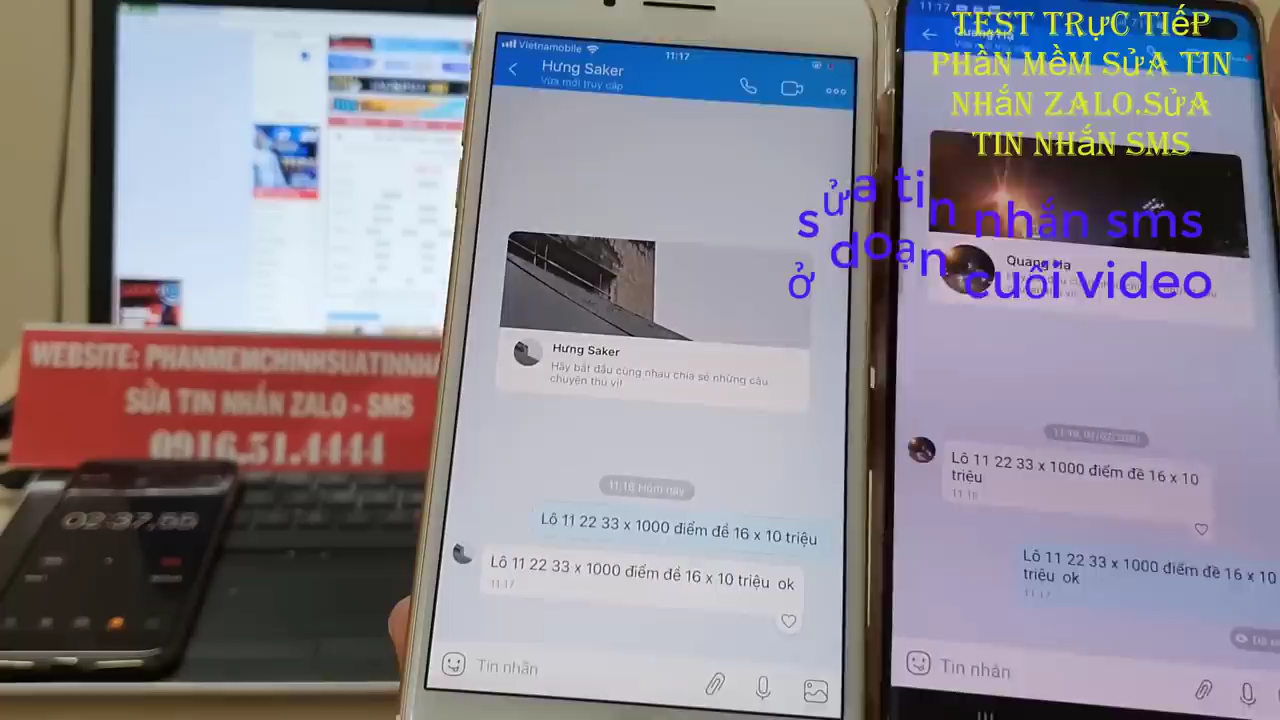 TEST TRỰC TIẾP
PHẦN MỀM SỬA TIN
NHẮN ZALO.SỬA
TIN NHẮN SMS
sửa tin nhắn sms
ở đoạn cuối video
WEBSITE: PHANMEMCHINHSUATINNHA
SỬA TIN NHẮN ZALO - SMS
0916.51.4444
02:37,55
Vietnamobile
11:17
Hưng Saker
Vừa mới truy cập
Hưng Saker
Hãy bắt đầu cùng nhau chia sẻ những câu
chuyện thú vị!
11:16 Hôm nay
Lô 11 22 33 x 1000 điểm đề 16 x 10 triệu
Lô 11 22 33 x 1000 điểm đề 16 x 10 triệu ok
11:17
Tin nhắn
11:17
Quang Hạ
Quang Hạ
Lô 11 22 33 x 1000 điểm đề 16 x 10
triệu
11:16
Lô 11 22 33 x 1000 điểm đề 16 x 10
triệu ok
11:17
Tin nhắn